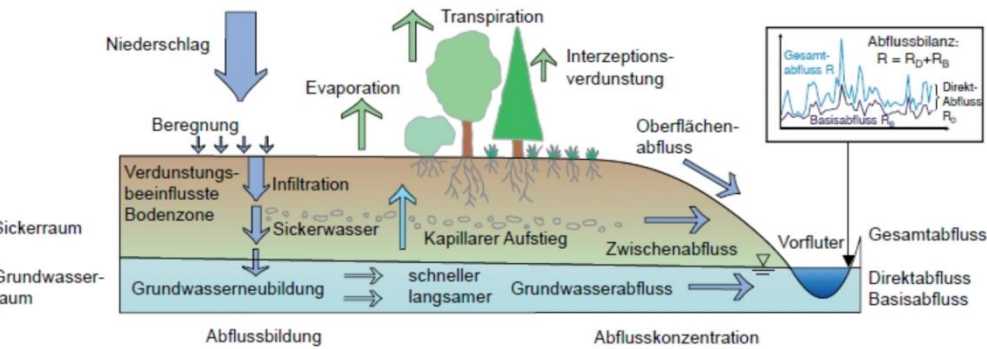 Niederschlag
Transpiration
Interzeptions-
verdunstung
Evaporation
Beregnung
Oberflächen-
abfluss
Abflussbilanz:
R = RD+RB
Gesamt-
abfluss R
Direkt-
Abfluss
RD
Basisabfluss RB
Verdunstungs-
beeinflusste
Bodenzone
Infiltration
Sickerwasser
Kapillarer Aufstieg
Zwischenabfluss
Vorfluter
Gesamtabfluss
Sickerraum
Grundwasser-
raum
Grundwasserneubildung
schneller
langsamer
Grundwasserabfluss
Direktabfluss
Basisabfluss
Abflussbildung
Abflusskonzentration